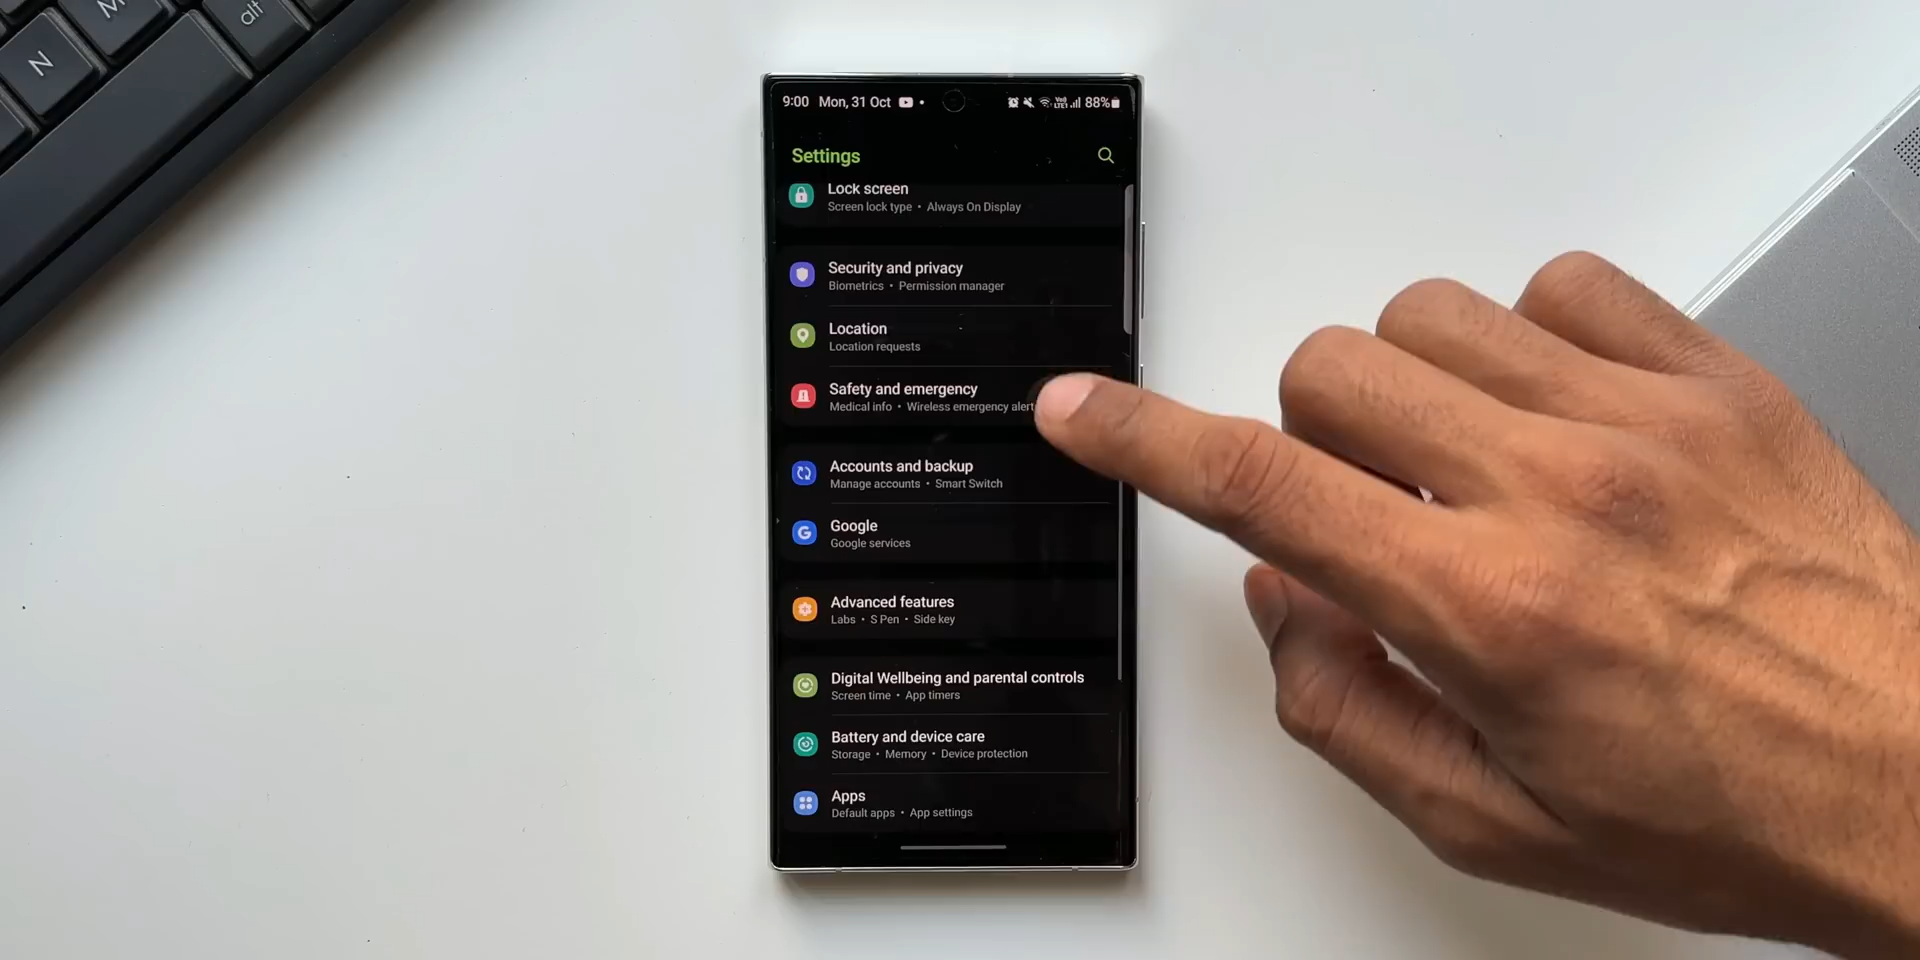 N
M
alt
9:00 Mon, 31 Oct 88%
Settings
Lock screen
Screen lock type • Always On Display
Security and privacy
Biometrics • Permission manager
Location
Location requests
Safety and emergency
Medical info • Wireless emergency alert
Accounts and backup
Manage accounts • Smart Switch
Google
Google services
Advanced features
Labs • S Pen • Side key
Digital Wellbeing and parental controls
Screen time • App timers
Battery and device care
Storage • Memory • Device protection
Apps
Default apps • App settings